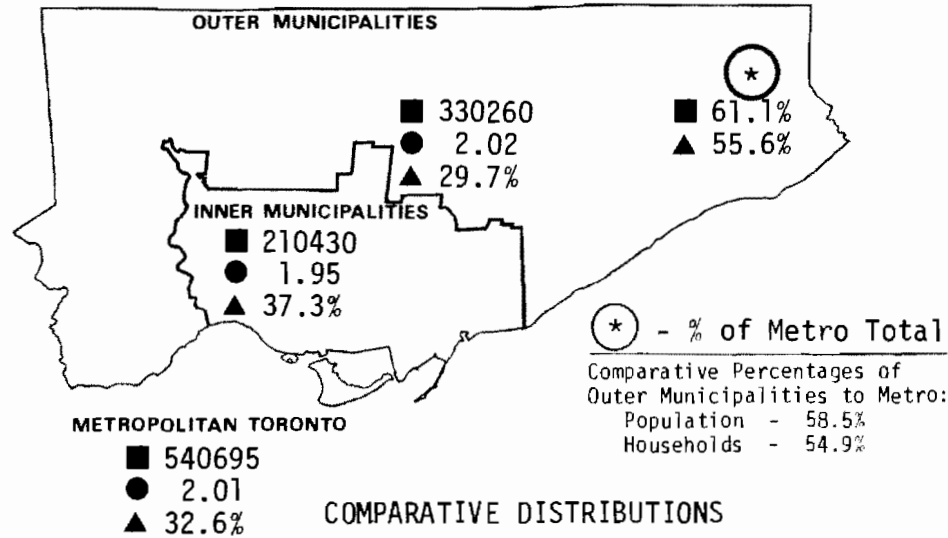 OUTER MUNICIPALITIES
*
■ 330260
● 2.02
▲ 29.7%
■ 61.1%
▲ 55.6%
INNER MUNICIPALITIES
■ 210430
● 1.95
▲ 37.3%
* - % of Metro Total
Comparative Percentages of
Outer Municipalities to Metro:
Population - 58.5%
Households - 54.9%
METROPOLITAN TORONTO
■ 540695
● 2.01
▲ 32.6%
COMPARATIVE DISTRIBUTIONS